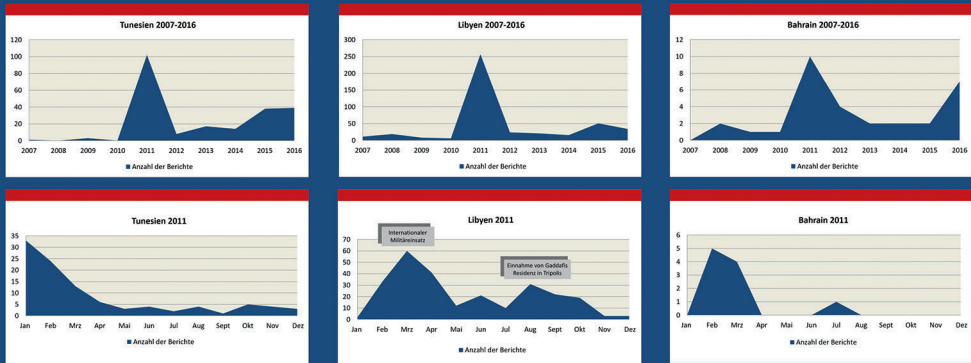 Tunesien 2007-2016
120
100
80
60
40
20
0
2007 2008 2009 2010 2011 2012 2013 2014 2015 2016
Anzahl der Berichte
Libyen 2007-2016
300
250
200
150
100
50
0
2007 2008 2009 2010 2011 2012 2013 2014 2015 2016
Anzahl der Berichte
Bahrain 2007-2016
12
10
8
6
4
2
0
2007 2008 2009 2010 2011 2012 2013 2014 2015 2016
Anzahl der Berichte
Tunesien 2011
35
30
25
20
15
10
5
0
Jan Feb Mrz Apr Mai Jun Jul Aug Sept Okt Nov Dez
Anzahl der Berichte
Libyen 2011
70
60
50
40
30
20
10
0
Internationaler
Militäreinsatz
Einnahme von Gaddafis
Residenz in Tripolis
Jan Feb Mrz Apr Mai Jun Jul Aug Sept Okt Nov Dez
Anzahl der Berichte
Bahrain 2011
6
5
4
3
2
1
0
Jan Feb Mrz Apr Mai Jun Jul Aug Sept Okt Nov Dez
Anzahl der Berichte